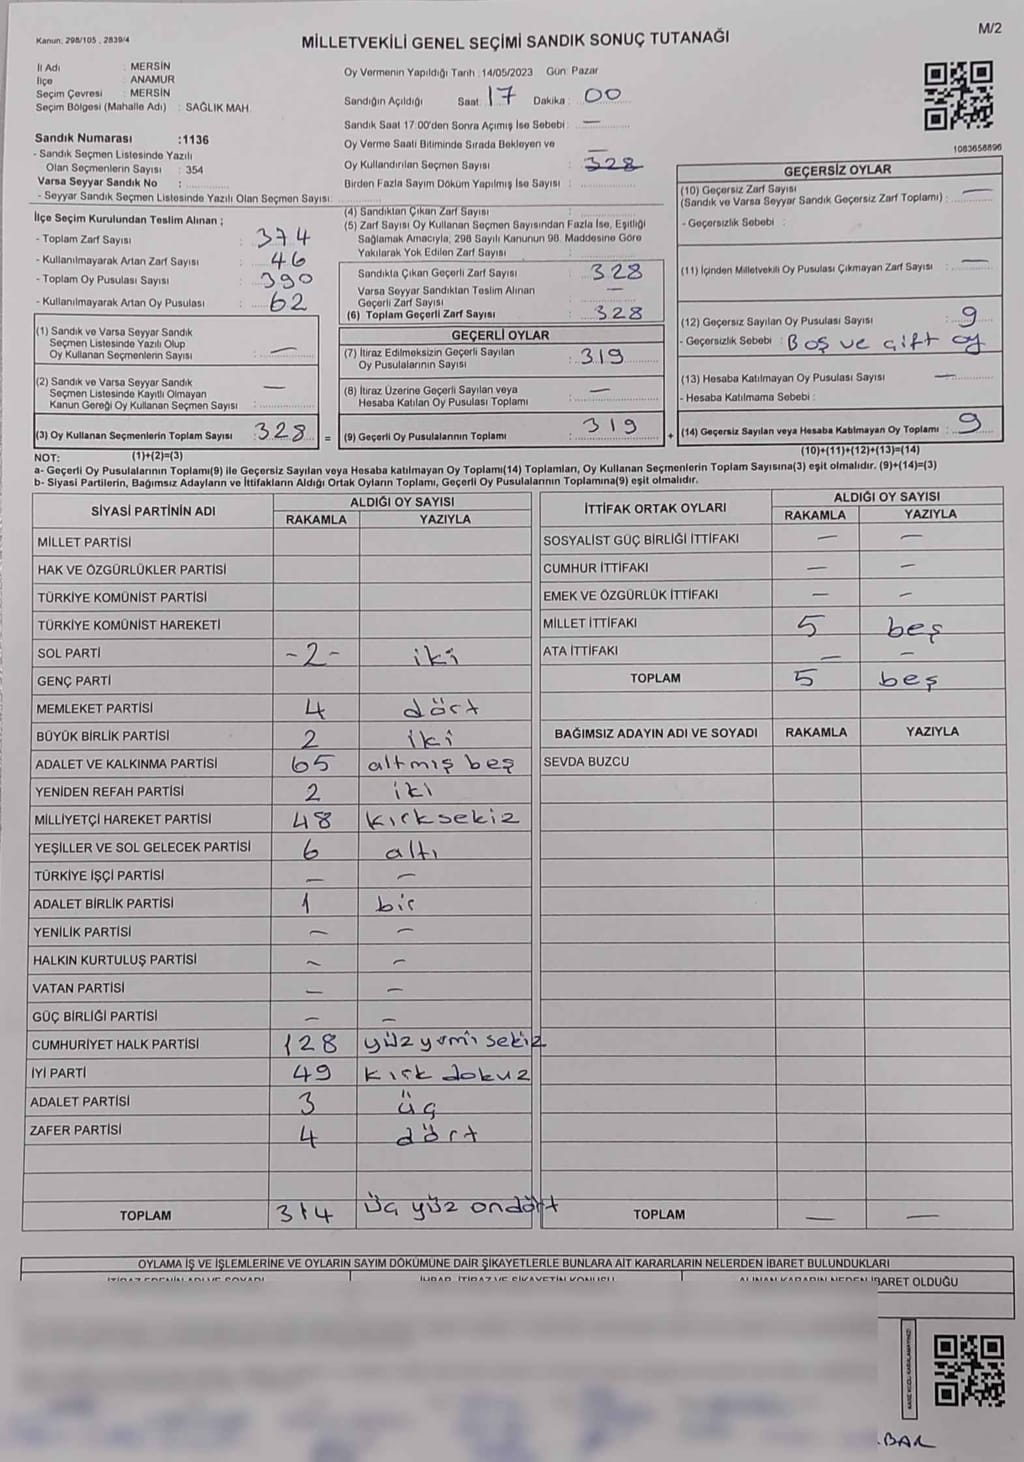 Kanun, 298/105 , 2839/4
MİLLETVEKİLİ GENEL SEÇİMİ SANDIK SONUÇ TUTANAĞI
M/2
İl Adı : MERSİN
İlçe : ANAMUR
Seçim Çevresi : MERSİN
Seçim Bölgesi (Mahalle Adı) : SAĞLIK MAH.
Sandık Numarası :1136
- Sandık Seçmen Listesinde Yazılı
Olan Seçmenlerin Sayısı : 354
Varsa Seyyar Sandık No :
- Seyyar Sandık Seçmen Listesinde Yazılı Olan Seçmen Sayısı:
Oy Vermenin Yapıldığı Tarih :14/05/2023 Gün: Pazar
Sandığın Açıldığı Saat: 17 Dakika : 00
Sandık Saat 17:00'den Sonra Açımış İse Sebebi : —
Oy Verme Saati Bitiminde Sırada Bekleyen ve
Oy Kullandırılan Seçmen Sayısı : 328
Birden Fazla Sayım Döküm Yapılmış İse Sayısı :
1083658896
İlçe Seçim Kurulundan Teslim Alınan ;
- Toplam Zarf Sayısı : 374
- Kullanılmayarak Artan Zarf Sayısı : 46
- Toplam Oy Pusulası Sayısı : 390
- Kullanılmayarak Artan Oy Pusulası : 62
(1) Sandık ve Varsa Seyyar Sandık
Seçmen Listesinde Yazılı Olup
Oy Kullanan Seçmenlerin Sayısı : —
(2) Sandık ve Varsa Seyyar Sandık
Seçmen Listesinde Kayıtlı Olmayan
Kanun Gereği Oy Kullanan Seçmen Sayısı : —
(3) Oy Kullanan Seçmenlerin Toplam Sayısı : 328
(4) Sandıktan Çıkan Zarf Sayısı :
(5) Zarf Sayısı Oy Kullanan Seçmen Sayısından Fazla İse, Eşitliği
Sağlamak Amacıyla, 298 Sayılı Kanunun 98. Maddesine Göre
Yakılarak Yok Edilen Zarf Sayısı :
Sandıkta Çıkan Geçerli Zarf Sayısı : 328
Varsa Seyyar Sandıktan Teslim Alınan
Geçerli Zarf Sayısı : —
(6) Toplam Geçerli Zarf Sayısı : 328
GEÇERLİ OYLAR
(7) İtiraz Edilmeksizin Geçerli Sayılan
Oy Pusulalarının Sayısı : 319
(8) İtiraz Üzerine Geçerli Sayılan veya
Hesaba Katılan Oy Pusulası Toplamı : —
= (9) Geçerli Oy Pusulalarının Toplamı : 319
GEÇERSİZ OYLAR
(10) Geçersiz Zarf Sayısı
(Sandık ve Varsa Seyyar Sandık Geçersiz Zarf Toplamı) : —
- Geçersizlik Sebebi :
(11) İçinden Milletvekili Oy Pusulası Çıkmayan Zarf Sayısı : —
(12) Geçersiz Sayılan Oy Pusulası Sayısı : 9
- Geçersizlik Sebebi : Boş ve çift oy
(13) Hesaba Katılmayan Oy Pusulası Sayısı : —
- Hesaba Katılmama Sebebi :
+ (14) Geçersiz Sayılan veya Hesaba Katılmayan Oy Toplamı : 9
NOT: (1)+(2)=(3) (10)+(11)+(12)+(13)=(14)
a- Geçerli Oy Pusulalarının Toplamı(9) ile Geçersiz Sayılan veya Hesaba katılmayan Oy Toplamı(14) Toplamları, Oy Kullanan Seçmenlerin Toplam Sayısına(3) eşit olmalıdır. (9)+(14)=(3)
b- Siyasi Partilerin, Bağımsız Adayların ve İttifakların Aldığı Ortak Oyların Toplamı, Geçerli Oy Pusulalarının Toplamına(9) eşit olmalıdır.
SİYASİ PARTİNİN ADI ALDIĞI OY SAYISI
RAKAMLA YAZIYLA
MİLLET PARTİSİ
HAK VE ÖZGÜRLÜKLER PARTİSİ
TÜRKİYE KOMÜNİST PARTİSİ
TÜRKİYE KOMÜNİST HAREKETİ
SOL PARTİ -2- iki
GENÇ PARTİ
MEMLEKET PARTİSİ 4 dört
BÜYÜK BİRLİK PARTİSİ 2 iki
ADALET VE KALKINMA PARTİSİ 65 altmış beş
YENİDEN REFAH PARTİSİ 2 iki
MİLLİYETÇİ HAREKET PARTİSİ 48 kırksekiz
YEŞİLLER VE SOL GELECEK PARTİSİ 6 altı
TÜRKİYE İŞÇİ PARTİSİ — —
ADALET BİRLİK PARTİSİ 1 bir
YENİLİK PARTİSİ — —
HALKIN KURTULUŞ PARTİSİ — —
VATAN PARTİSİ — —
GÜÇ BİRLİĞİ PARTİSİ — —
CUMHURİYET HALK PARTİSİ 128 yüz yirmi sekiz
İYİ PARTİ 49 kırk dokuz
ADALET PARTİSİ 3 üç
ZAFER PARTİSİ 4 dört
TOPLAM 314 üç yüz ondört
İTTİFAK ORTAK OYLARI ALDIĞI OY SAYISI
RAKAMLA YAZIYLA
SOSYALİST GÜÇ BİRLİĞİ İTTİFAKI — —
CUMHUR İTTİFAKI — —
EMEK VE ÖZGÜRLÜK İTTİFAKI — —
MİLLET İTTİFAKI 5 beş
ATA İTTİFAKI — —
TOPLAM 5 beş
BAĞIMSIZ ADAYIN ADI VE SOYADI RAKAMLA YAZIYLA
SEVDA BUZCU
TOPLAM — —
OYLAMA İŞ VE İŞLEMLERİNE VE OYLARIN SAYIM DÖKÜMÜNE DAİR ŞİKAYETLERLE BUNLARA AİT KARARLARIN NELERDEN İBARET BULUNDUKLARI
İTİRAZ EDENİN ADI VE SOYADI İHBAR, İTİRAZ VE ŞİKAYETİN KONUSU ALINAN KARARIN NEDEN İBARET OLDUĞU
BAR